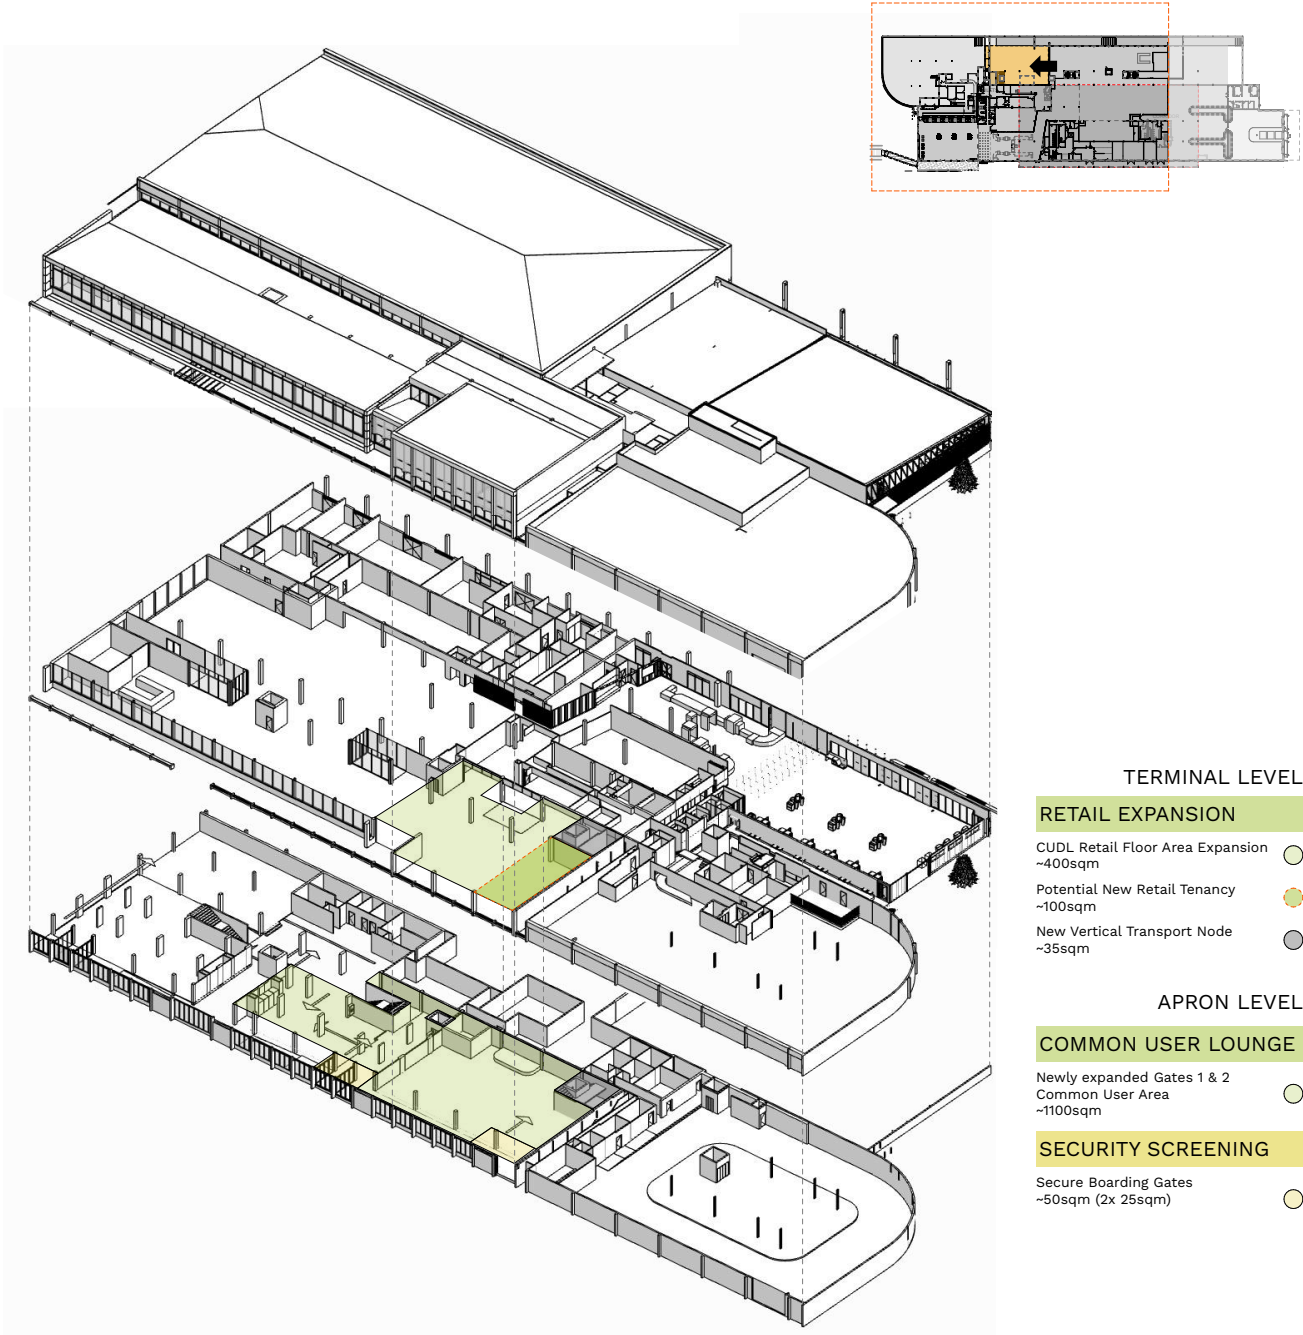 TERMINAL LEVEL
RETAIL EXPANSION
CUDL Retail Floor Area Expansion
~400sqm
Potential New Retail Tenancy
~100sqm
New Vertical Transport Node
~35sqm
APRON LEVEL
COMMON USER LOUNGE
Newly expanded Gates 1 & 2
Common User Area
~1100sqm
SECURITY SCREENING
Secure Boarding Gates
~50sqm (2x 25sqm)